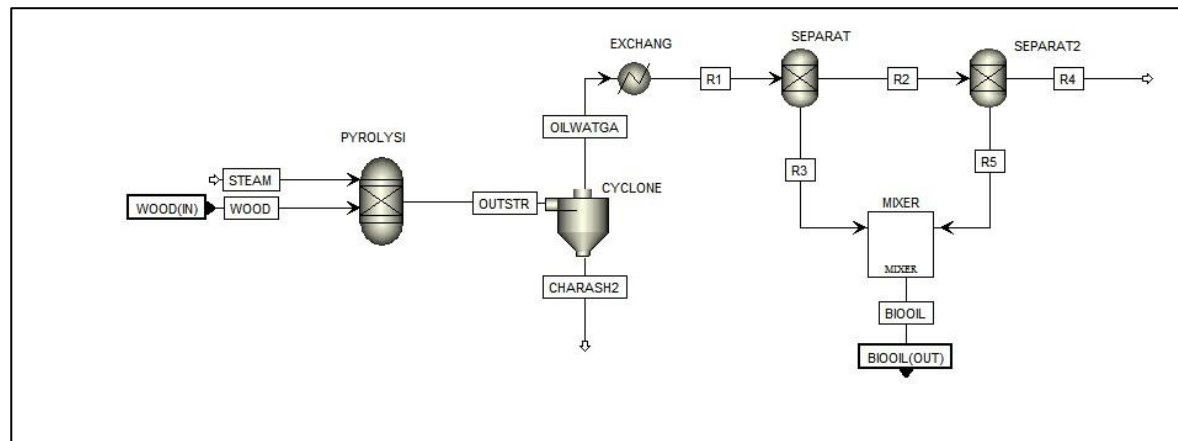 SEPARAT
SEPARAT2
EXCHANG
R1
R2
R4
OILWATGA
PYROLYSI
STEAM
R3
R5
WOOD(IN)
WOOD
OUTSTR
CYCLONE
MIXER
MIXER
CHARASH2
BIOOIL
BIOOIL(OUT)